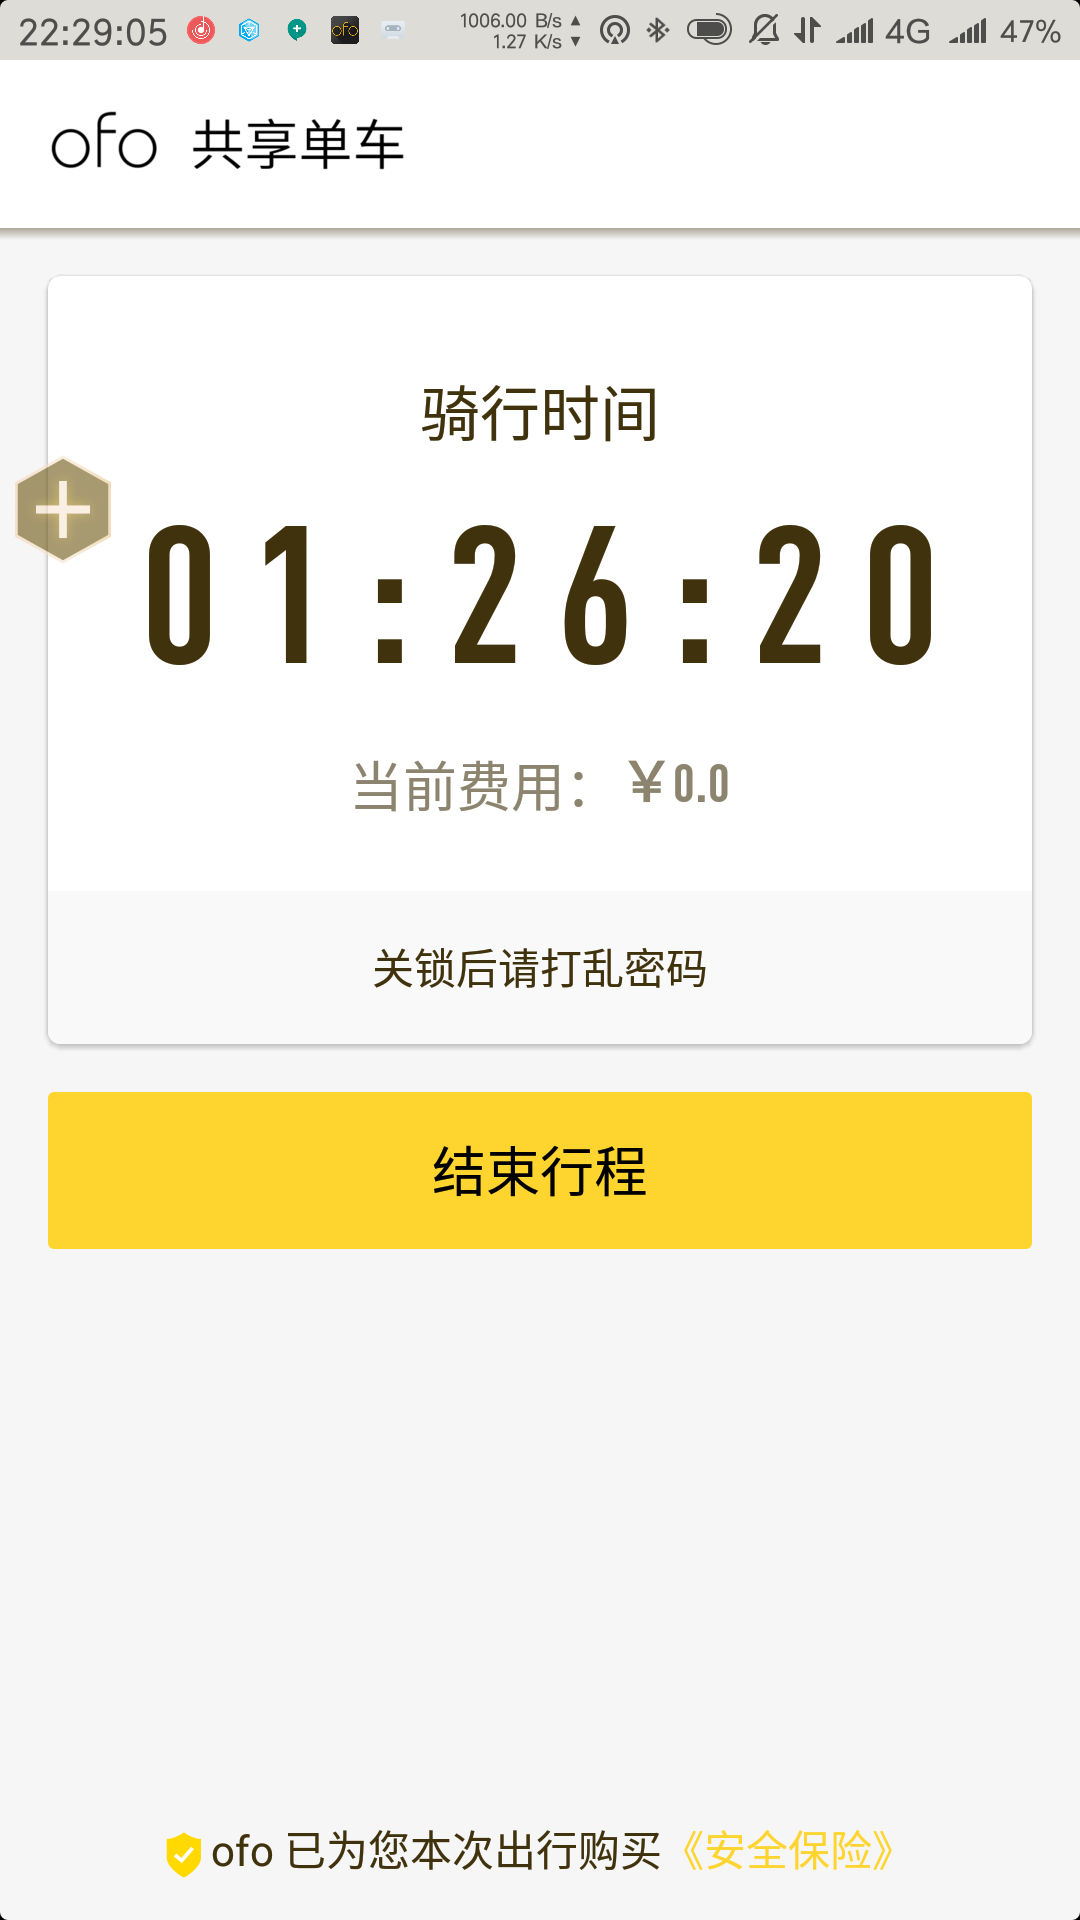 22:29:05 ofo 1006.00 B/s ▲ 4G 47%
1.27 K/s ▼
ofo 共享单车
骑行时间
01:26:20
当前费用：￥0.0
关锁后请打乱密码
结束行程
ofo 已为您本次出行购买《安全保险》